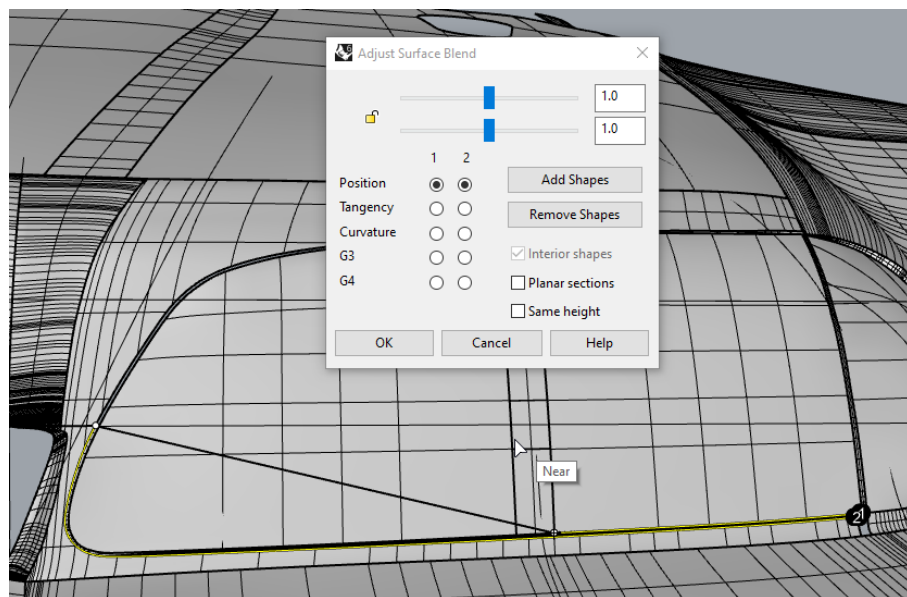 Adjust Surface Blend
1.0
1.0
1 2
Position
Add Shapes
Tangency
Remove Shapes
Curvature
Interior shapes
G3
Planar sections
G4
Same height
OK Cancel Help
Near
2 1